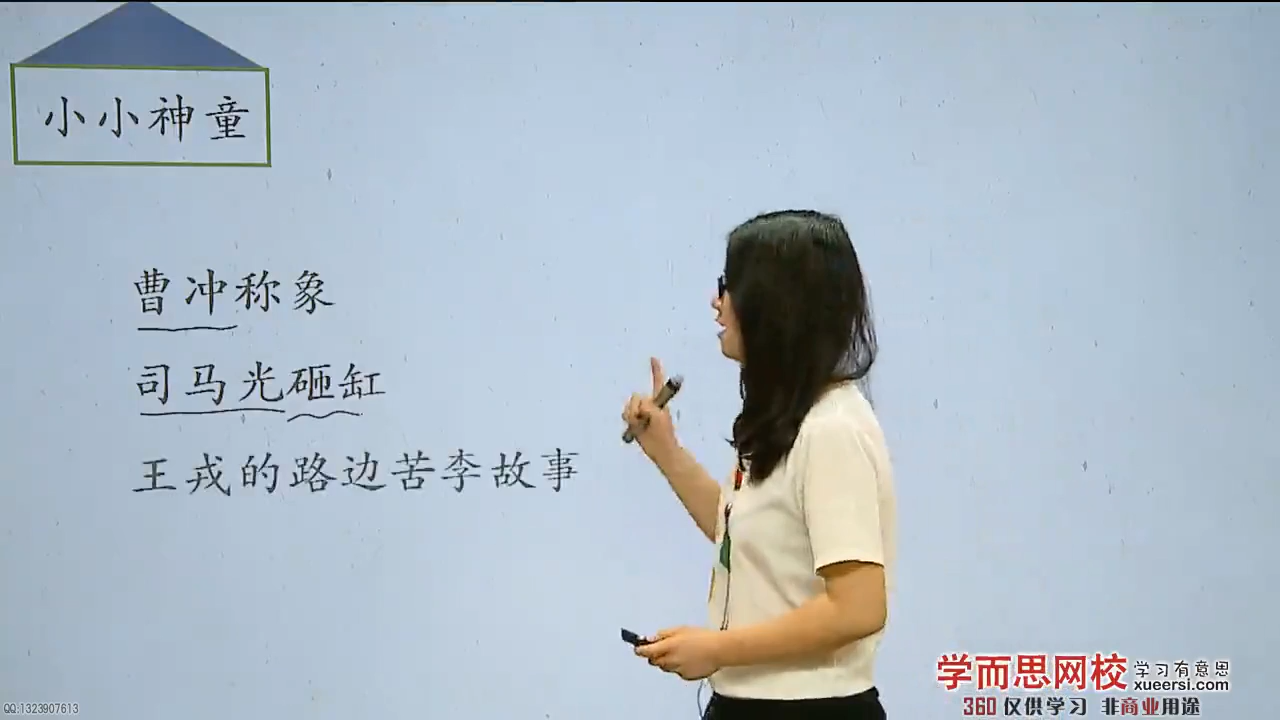 小小神童
曹冲称象
司马光砸缸
王戎的路边苦李故事
学而思网校 学习有意思
xueersi.com
360 仅供学习 非商业用途
QQ:1323907613